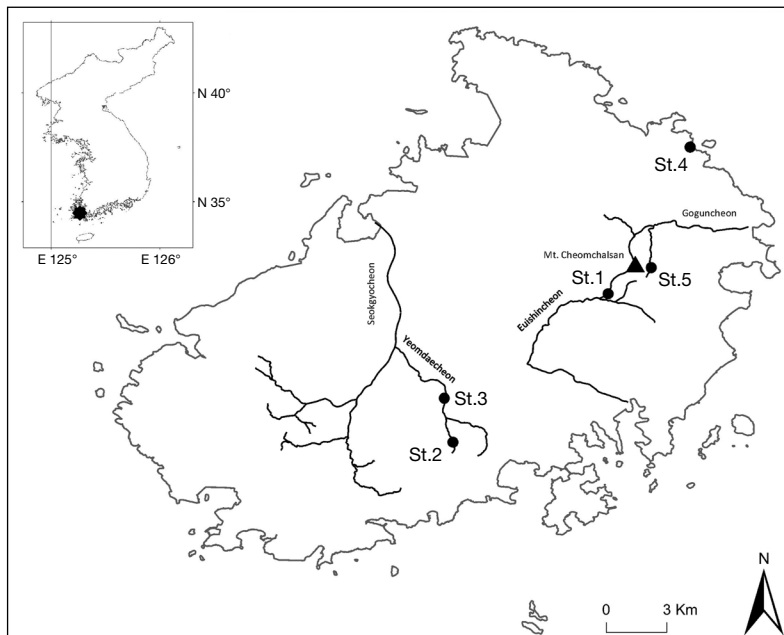 N 40°
N 35°
E 125°
E 126°
St.4
Goguncheon
Mt. Cheomchalsan
St.1
St.5
Euishincheon
Seokgyocheon
Yeomdaecheon
St.3
St.2
N
0 3 Km